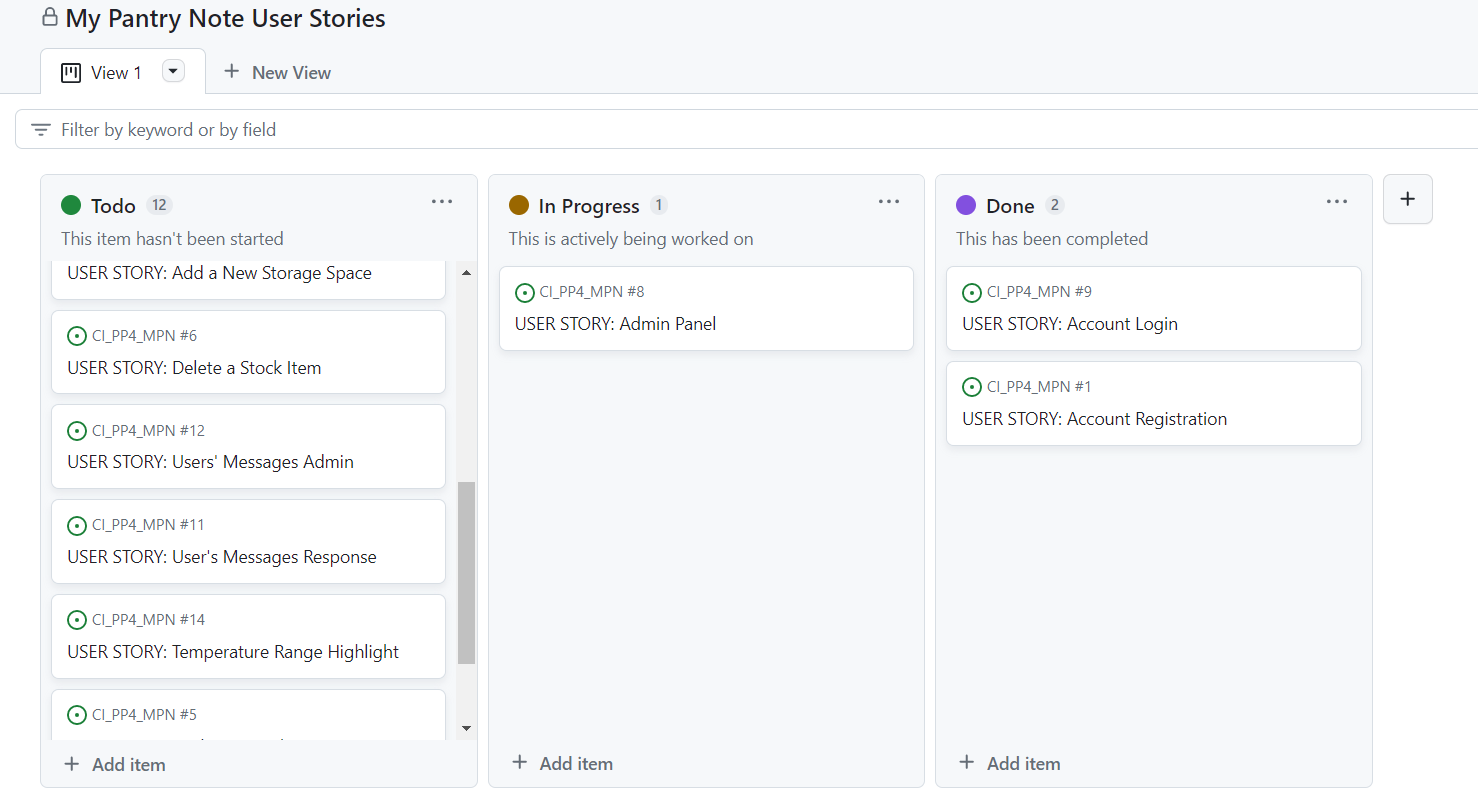 My Pantry Note User Stories
View 1
New View
Filter by keyword or by field
Todo 12
This item hasn't been started
USER STORY: Add a New Storage Space
CI_PP4_MPN #6
USER STORY: Delete a Stock Item
CI_PP4_MPN #12
USER STORY: Users' Messages Admin
CI_PP4_MPN #11
USER STORY: User's Messages Response
CI_PP4_MPN #14
USER STORY: Temperature Range Highlight
CI_PP4_MPN #5
Add item
In Progress 1
This is actively being worked on
CI_PP4_MPN #8
USER STORY: Admin Panel
Add item
Done 2
This has been completed
CI_PP4_MPN #9
USER STORY: Account Login
CI_PP4_MPN #1
USER STORY: Account Registration
Add item